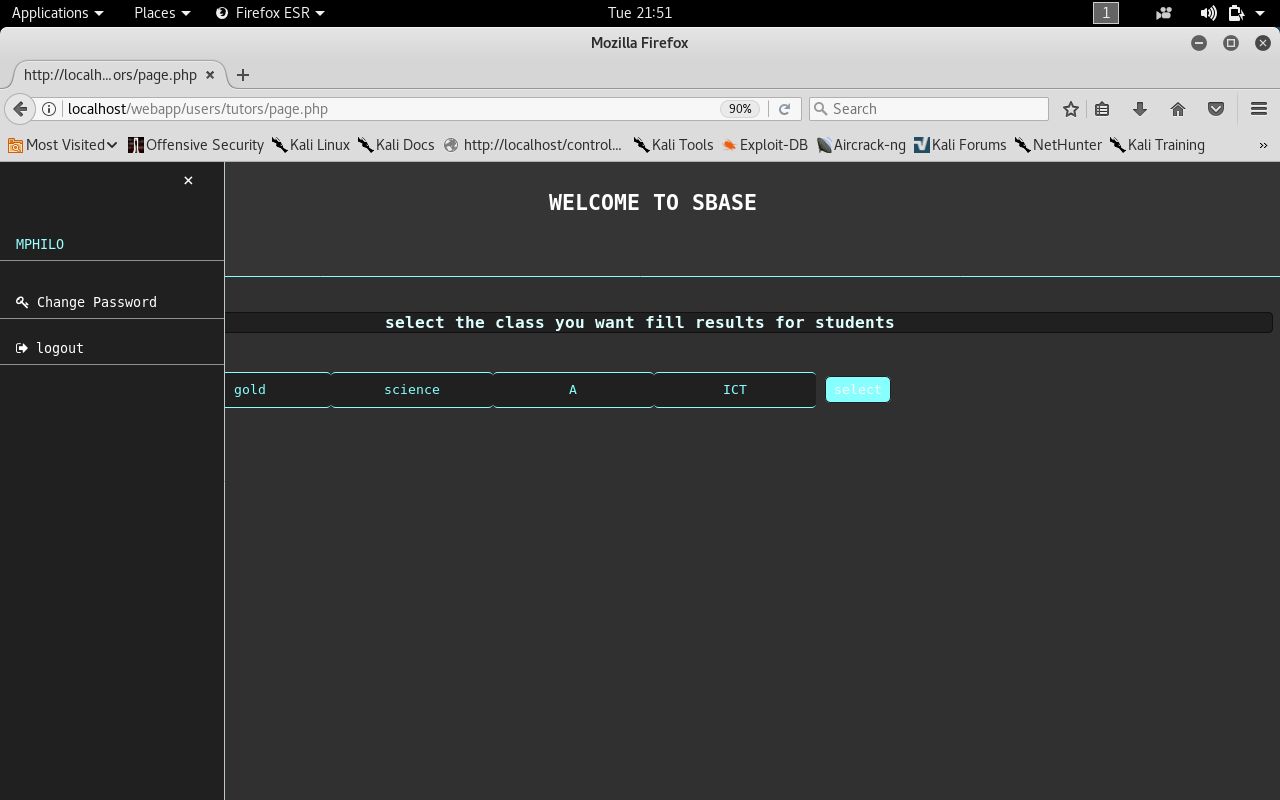 Applications Places Firefox ESR Tue 21:51 1
Mozilla Firefox
http://localh...ors/page.php × +
localhost/webapp/users/tutors/page.php 90% Search
Most Visited Offensive Security Kali Linux Kali Docs http://localhost/control... Kali Tools Exploit-DB Aircrack-ng Kali Forums NetHunter Kali Training »
×
WELCOME TO SBASE
MPHILO
Change Password
select the class you want fill results for students
logout
gold science A ICT select